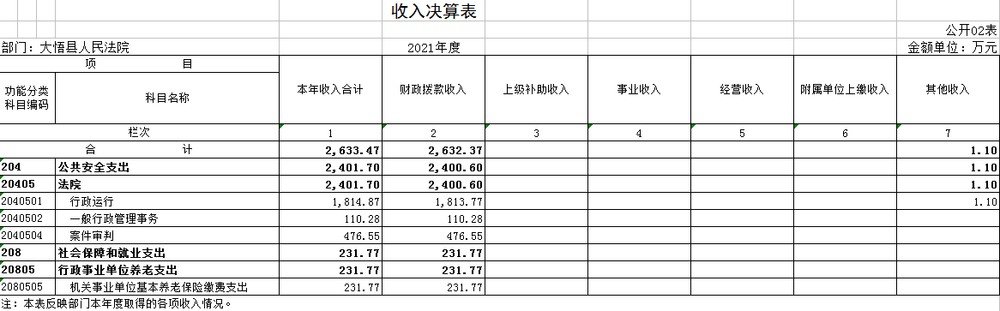 收入决算表
公开02表
部门：大悟县人民法院 2021年度 金额单位：万元
项 目 本年收入合计 财政拨款收入 上级补助收入 事业收入 经营收入 附属单位上缴收入 其他收入
功能分类科目编码 科目名称
栏次 1 2 3 4 5 6 7
合 计 2,633.47 2,632.37 1.10
204 公共安全支出 2,401.70 2,400.60 1.10
20405 法院 2,401.70 2,400.60 1.10
2040501 行政运行 1,814.87 1,813.77 1.10
2040502 一般行政管理事务 110.28 110.28
2040504 案件审判 476.55 476.55
208 社会保障和就业支出 231.77 231.77
20805 行政事业单位养老支出 231.77 231.77
2080505 机关事业单位基本养老保险缴费支出 231.77 231.77
注：本表反映部门本年度取得的各项收入情况。